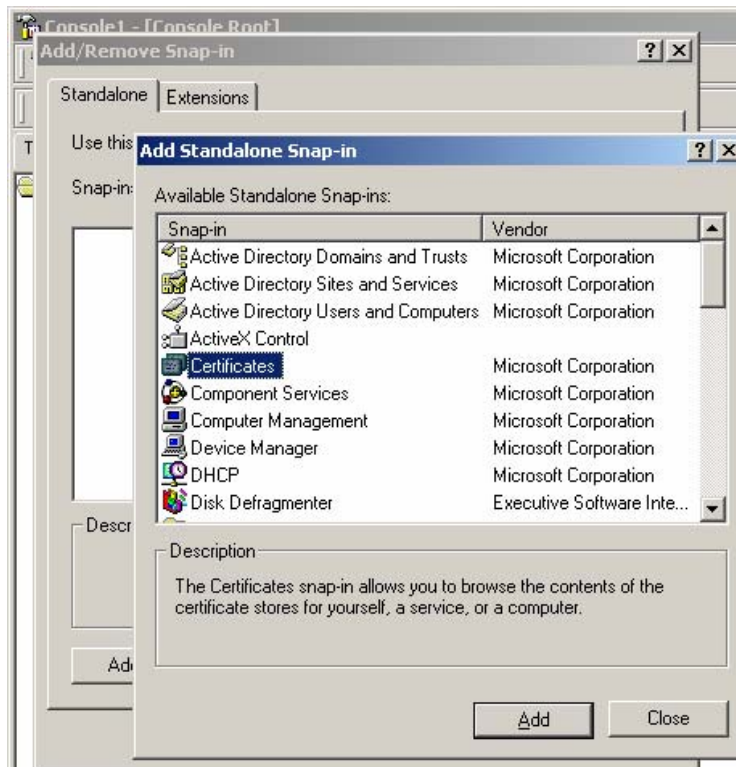 Console1 - [Console Root]
Add/Remove Snap-in
Standalone
Extensions
Use this
Snap-in
Add Standalone Snap-in
Available Standalone Snap-ins:
Snap-in Vendor
Active Directory Domains and Trusts Microsoft Corporation
Active Directory Sites and Services Microsoft Corporation
Active Directory Users and Computers Microsoft Corporation
ActiveX Control
Certificates Microsoft Corporation
Component Services Microsoft Corporation
Computer Management Microsoft Corporation
Device Manager Microsoft Corporation
DHCP Microsoft Corporation
Disk Defragmenter Executive Software Inte...
Description
The Certificates snap-in allows you to browse the contents of the
certificate stores for yourself, a service, or a computer.
Add
Close